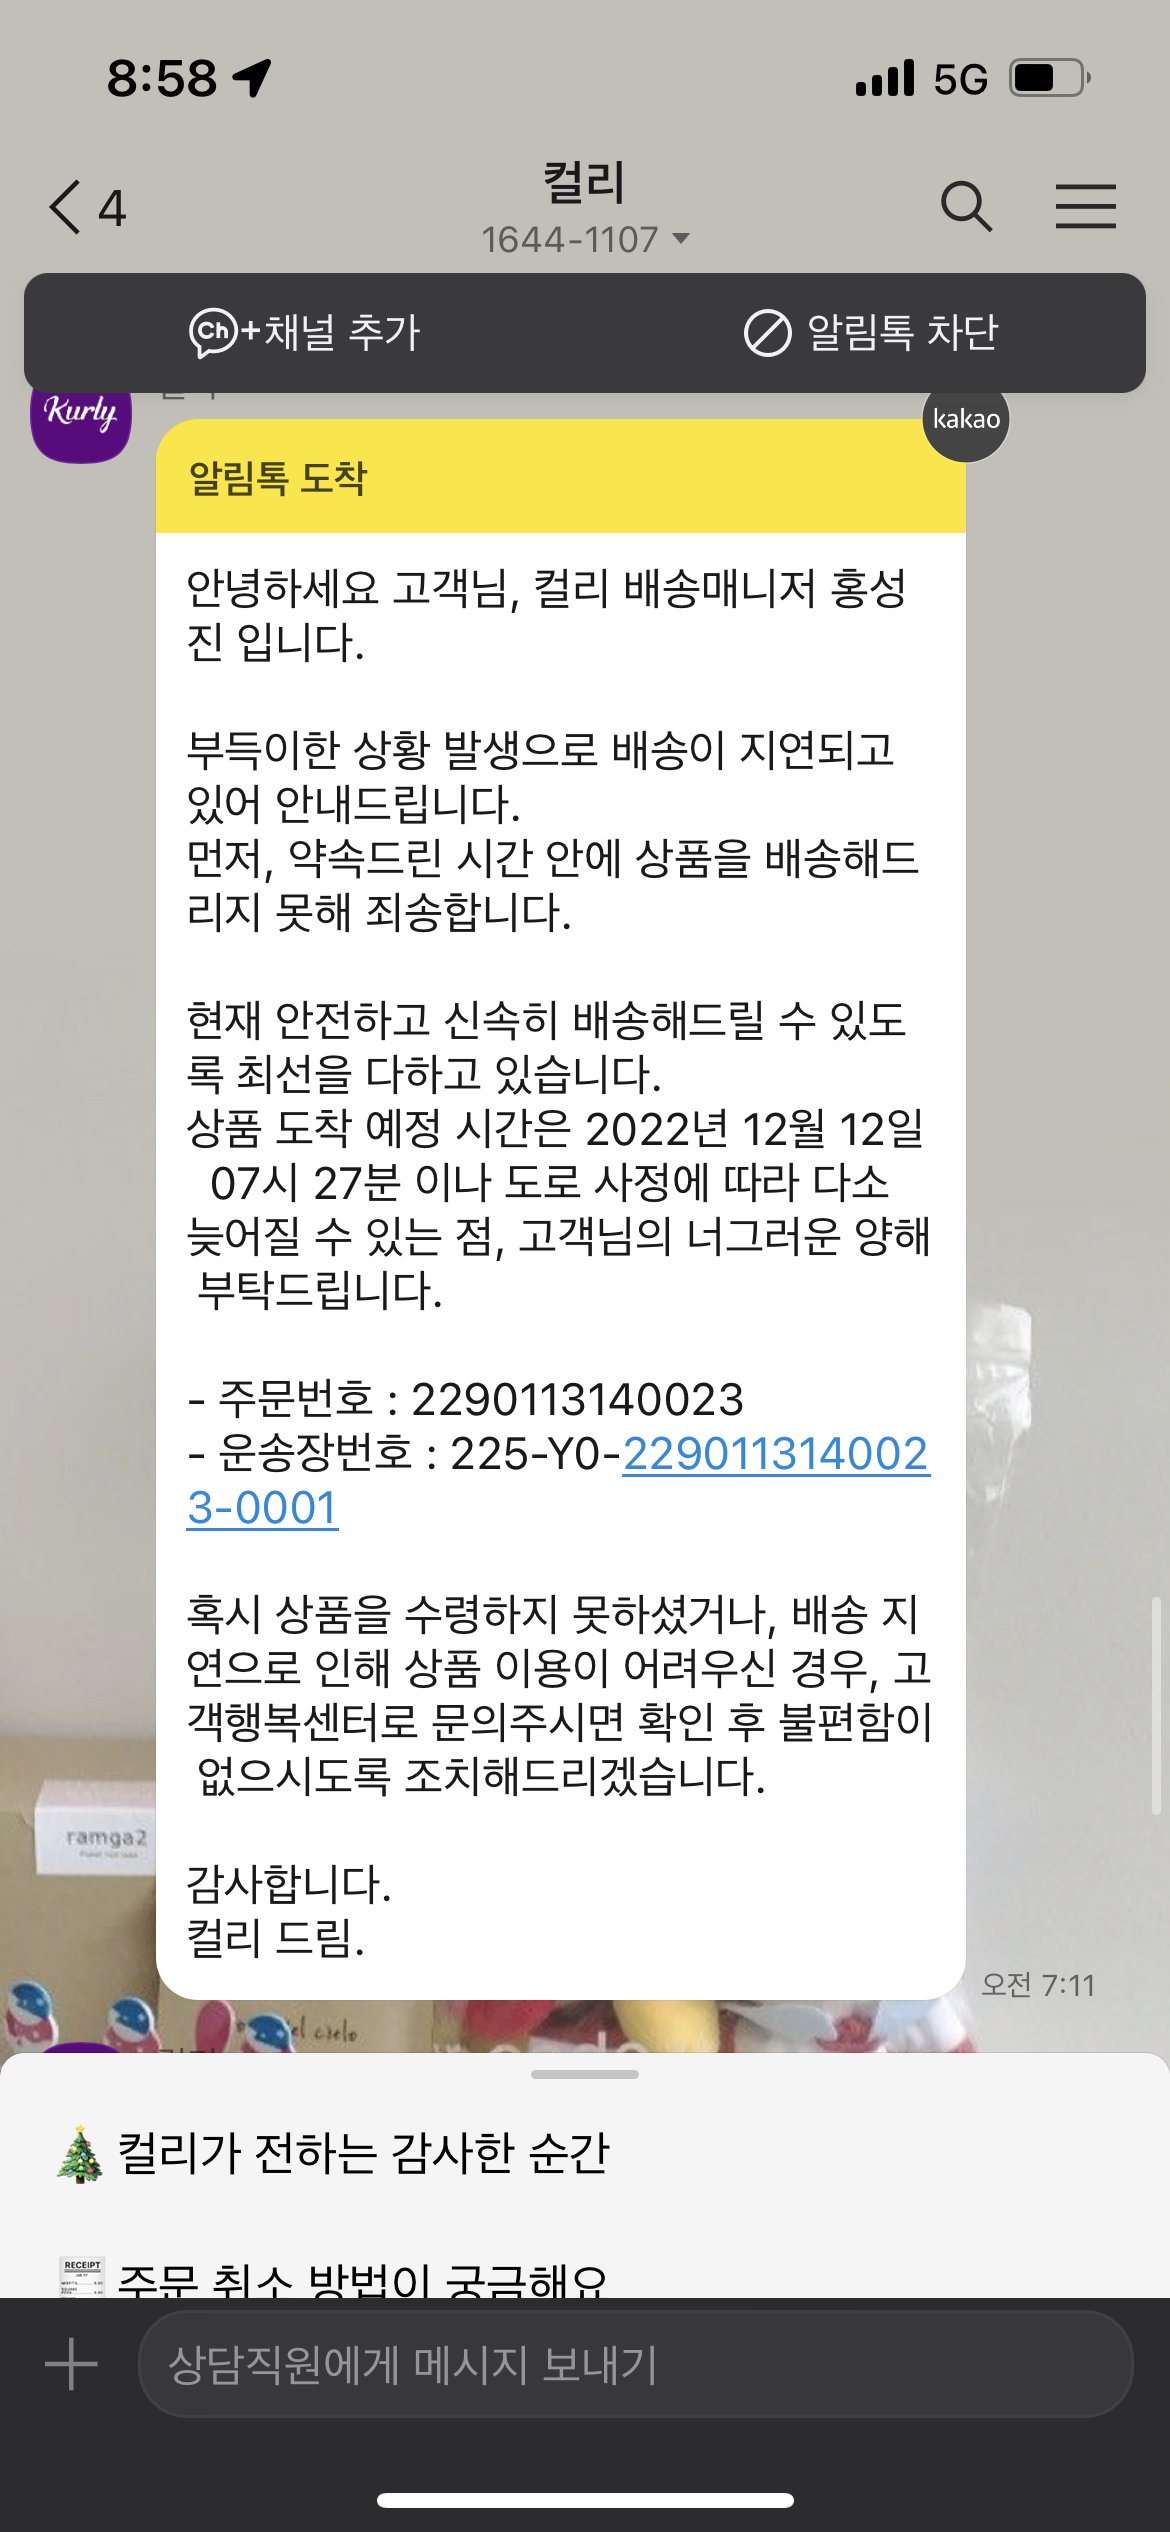 8:58
5G
4
컬리
1644-1107
Ch+채널 추가
알림톡 차단
Kurly
kakao
알림톡 도착
안녕하세요 고객님, 컬리 배송매니저 홍성
진 입니다.
부득이한 상황 발생으로 배송이 지연되고
있어 안내드립니다.
먼저, 약속드린 시간 안에 상품을 배송해드
리지 못해 죄송합니다.
현재 안전하고 신속히 배송해드릴 수 있도
록 최선을 다하고 있습니다.
상품 도착 예정 시간은 2022년 12월 12일
07시 27분 이나 도로 사정에 따라 다소
늦어질 수 있는 점, 고객님의 너그러운 양해
부탁드립니다.
- 주문번호 : 2290113140023
- 운송장번호 : 225-Y0-229011314002
3-0001
혹시 상품을 수령하지 못하셨거나, 배송 지
연으로 인해 상품 이용이 어려우신 경우, 고
객행복센터로 문의주시면 확인 후 불편함이
없으시도록 조치해드리겠습니다.
감사합니다.
컬리 드림.
ramga2
오전 7:11
cielo
🎄 컬리가 전하는 감사한 순간
RECEIPT
주문 취소 방법이 궁금해요
상담직원에게 메시지 보내기